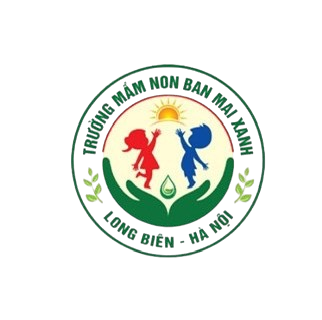 TRƯỜNG MẦM NON BAN MAI XANH
LONG BIÊN - HÀ NỘI